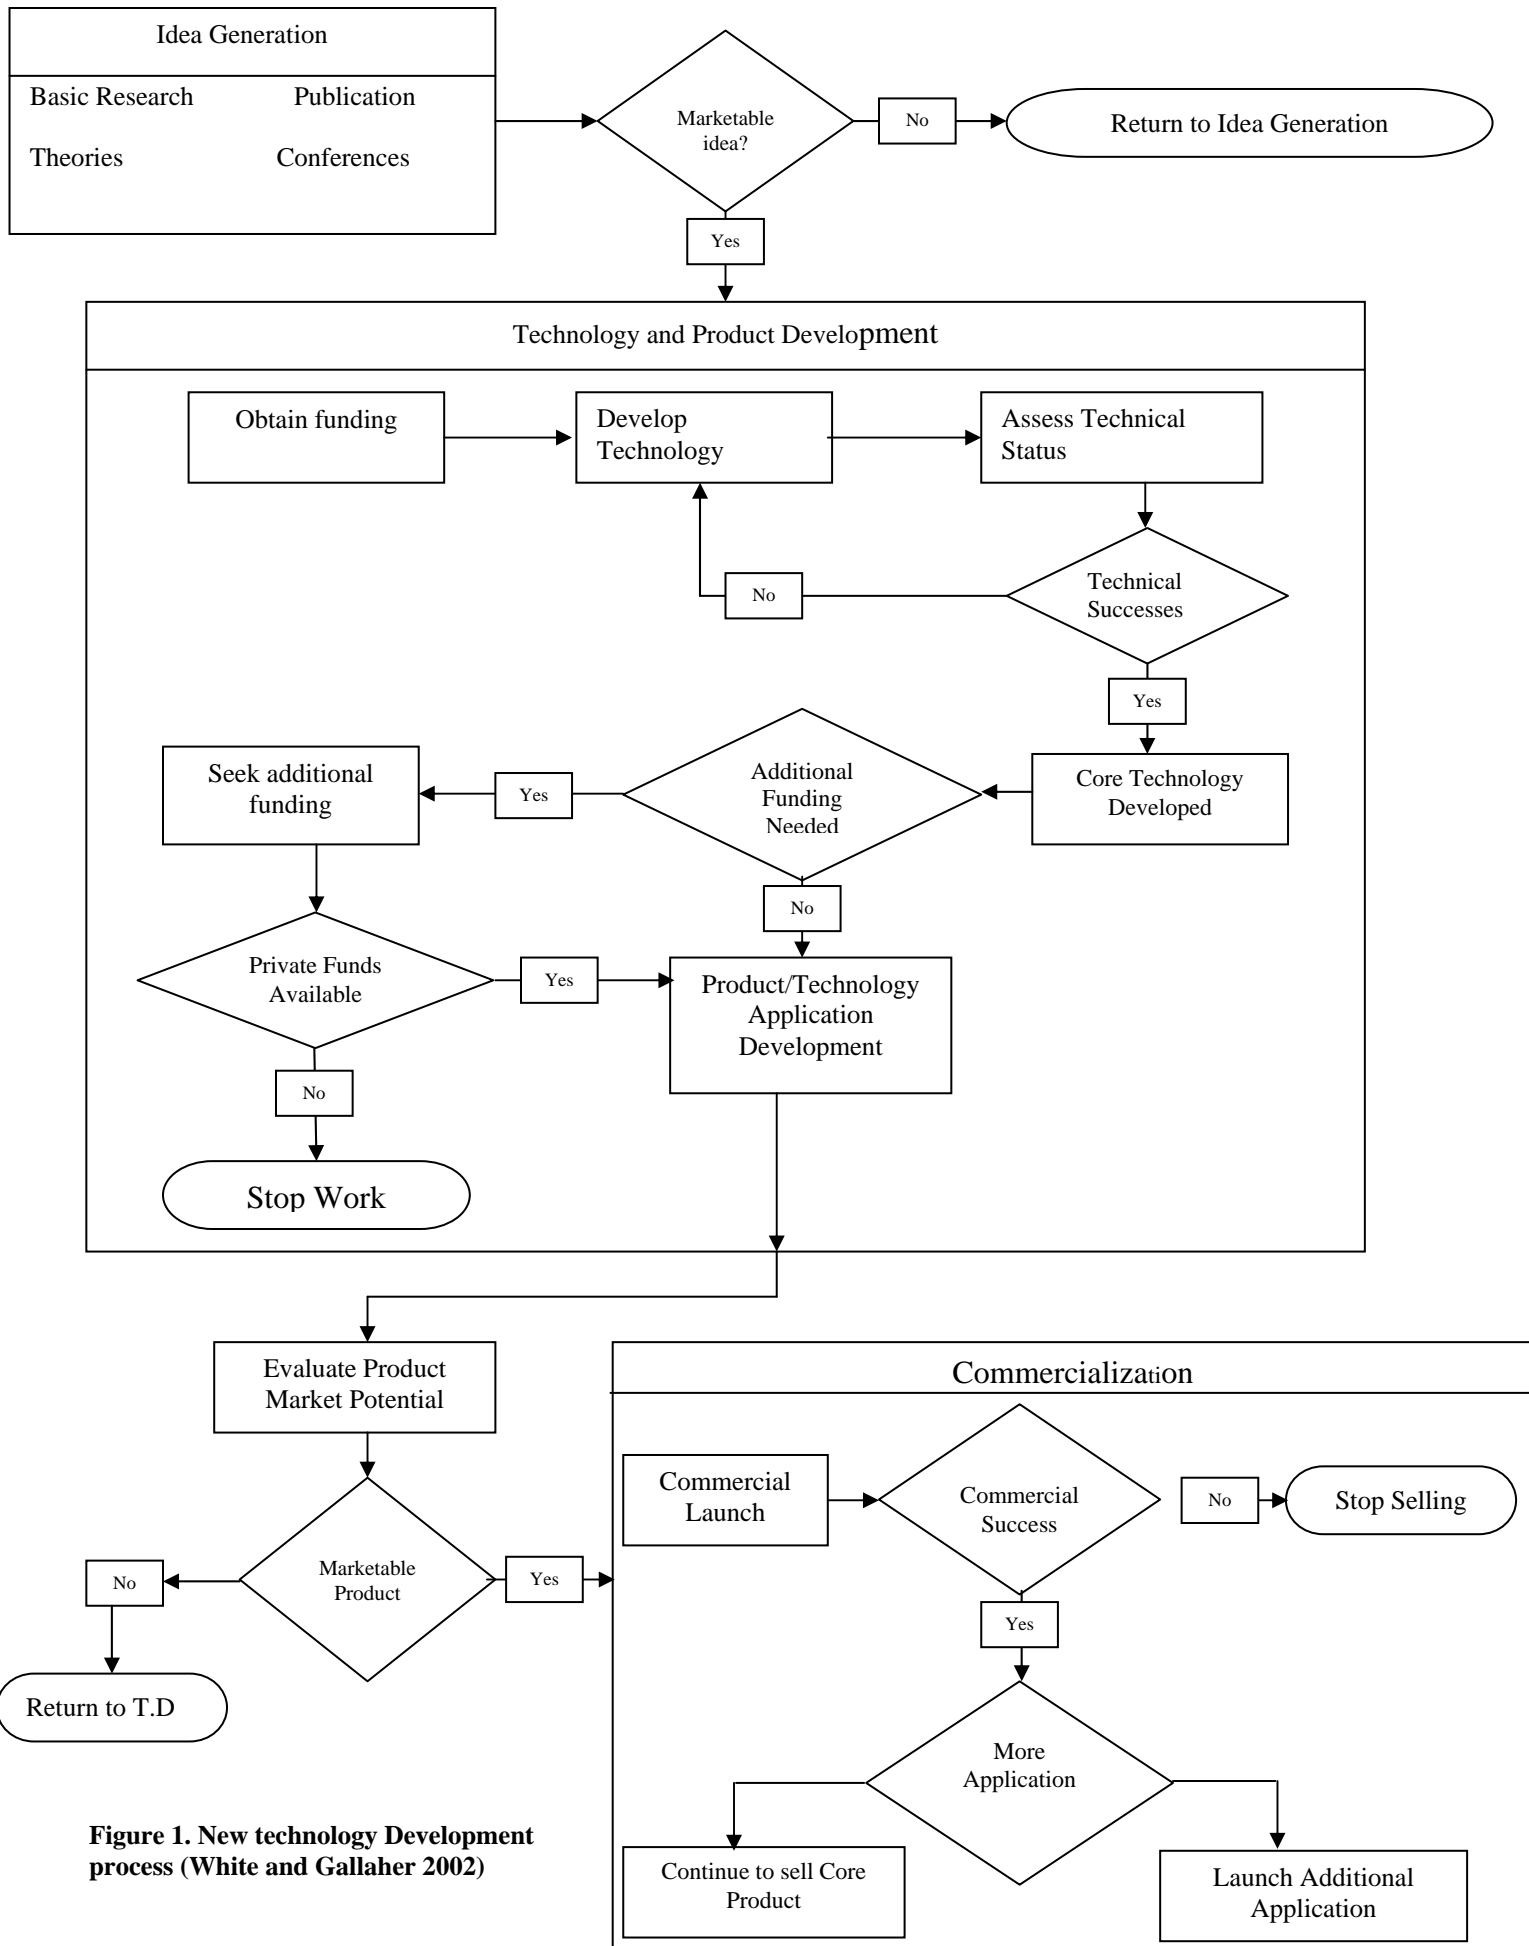 Idea Generation
Basic Research Publication
Theories Conferences
Marketable
idea?
No
Return to Idea Generation
Yes
Technology and Product Development
Obtain funding
Develop
Technology
Assess Technical
Status
Technical
Successes
No
Yes
Core Technology
Developed
Additional
Funding
Needed
Yes
Seek additional
funding
No
Private Funds
Available
Yes
Product/Technology
Application
Development
No
Stop Work
Evaluate Product
Market Potential
Marketable
Product
No
Return to T.D
Yes
Commercialization
Commercial
Launch
Commercial
Success
No
Stop Selling
Yes
More
Application
Continue to sell Core
Product
Launch Additional
Application
Figure 1. New technology Development
process (White and Gallaher 2002)